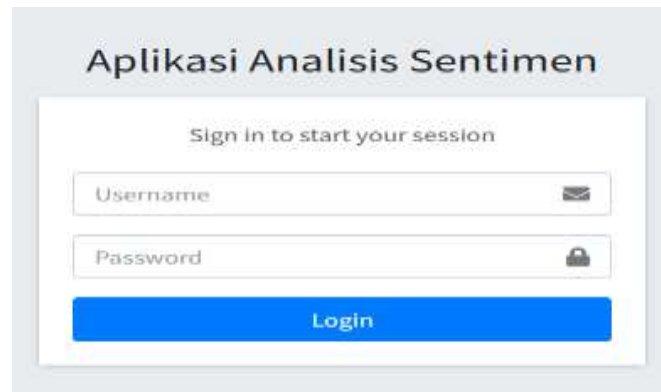 Aplikasi Analisis Sentimen
Sign in to start your session
Username
Password
Login